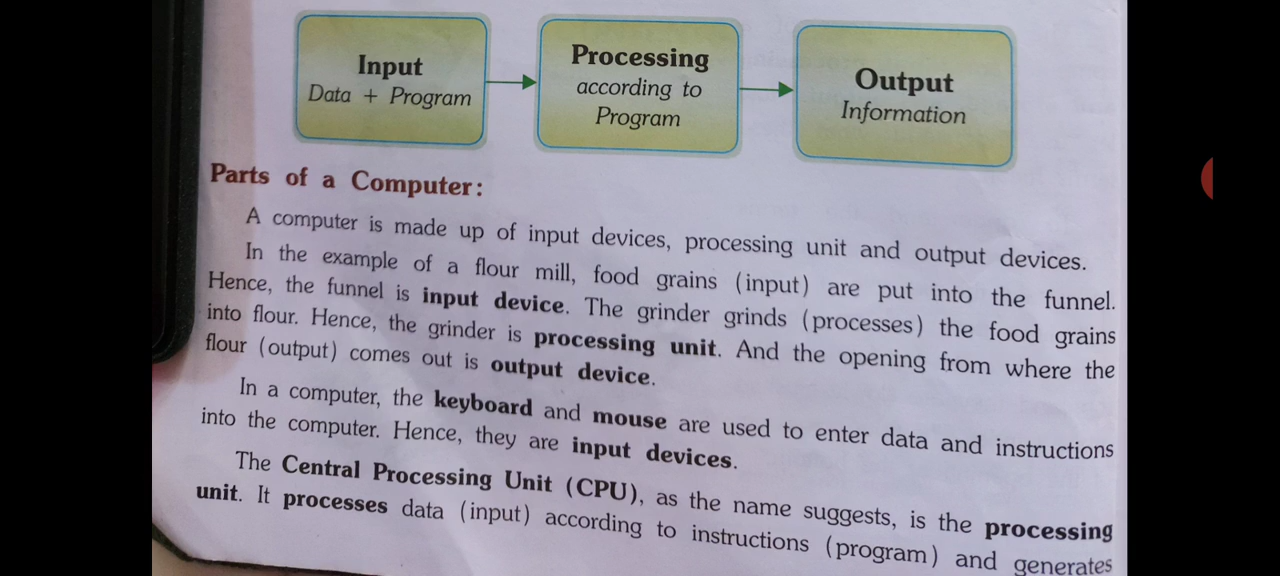 Input
Data + Program
Processing
according to
Program
Output
Information
Parts of a Computer:
A computer is made up of input devices, processing unit and output devices.
In the example of a flour mill, food grains (input) are put into the funnel.
Hence, the funnel is input device. The grinder grinds (processes) the food grains
into flour. Hence, the grinder is processing unit. And the opening from where the
flour (output) comes out is output device.
In a computer, the keyboard and mouse are used to enter data and instructions
into the computer. Hence, they are input devices.
The Central Processing Unit (CPU), as the name suggests, is the processing
unit. It processes data (input) according to instructions (program) and generates